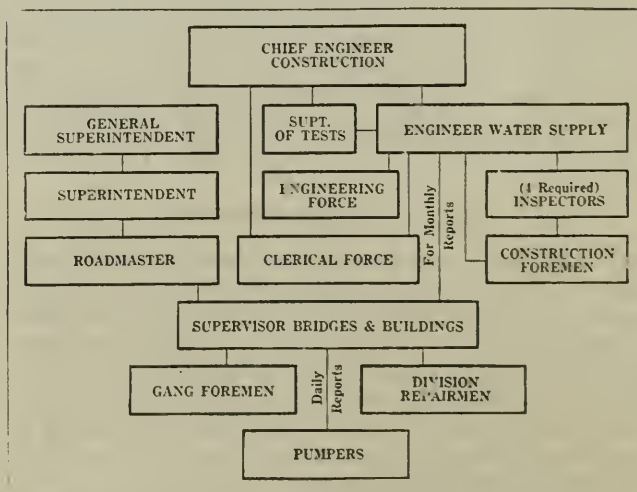 CHIEF ENGINEER
CONSTRUCTION
GENERAL
SUPERINTENDENT
SUPT.
OF TESTS
ENGINEER WATER SUPPLY
SUPERINTENDENT
ENGINEERING
FORCE
For Monthly
Reports
(4 Required)
INSPECTORS
ROADMASTER
CLERICAL FORCE
CONSTRUCTION
FOREMEN
SUPERVISOR BRIDGES & BUILDINGS
GANG FOREMEN
Daily
Reports
DIVISION
REPAIRMEN
PUMPERS